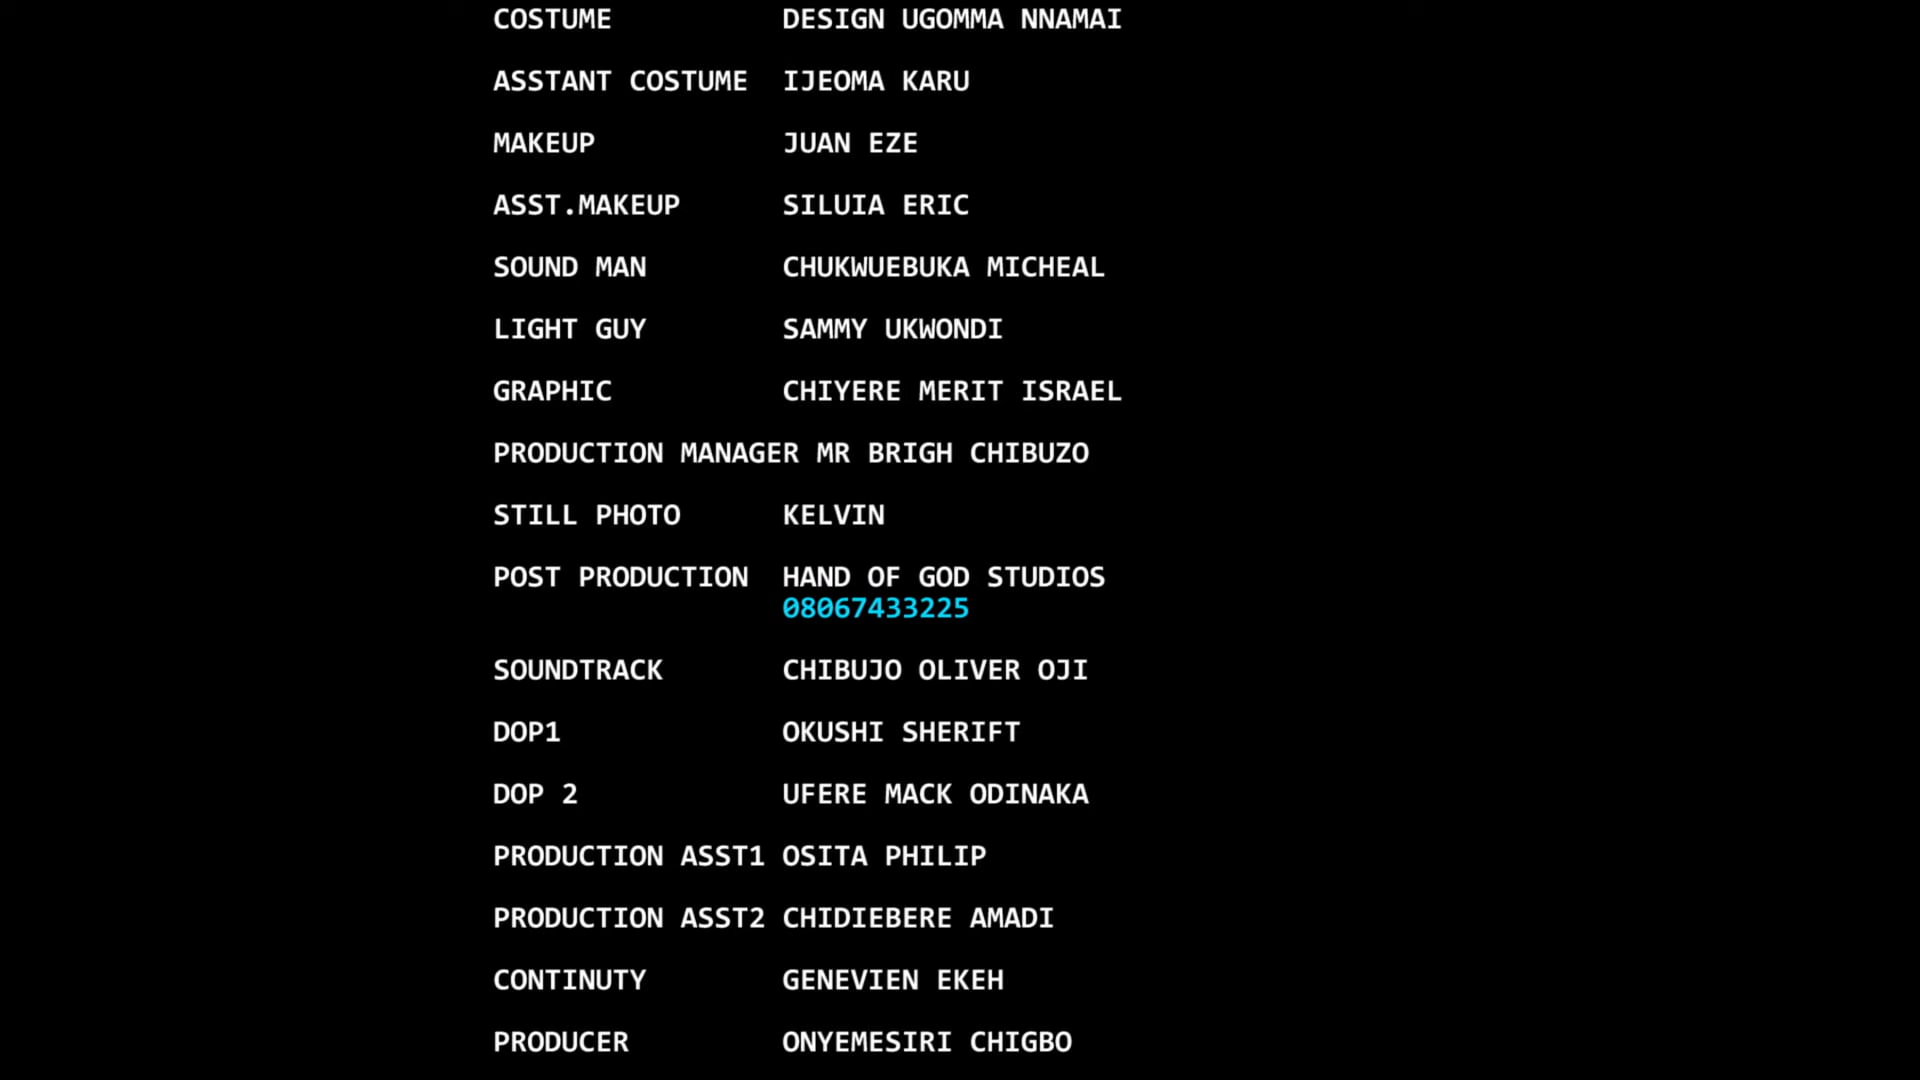 COSTUME DESIGN UGOMMA NNAMAI
ASSTANT COSTUME IJEOMA KARU
MAKEUP JUAN EZE
ASST.MAKEUP SILUIA ERIC
SOUND MAN CHUKWUEBUKA MICHEAL
LIGHT GUY SAMMY UKWONDI
GRAPHIC CHIYERE MERIT ISRAEL
PRODUCTION MANAGER MR BRIGH CHIBUZO
STILL PHOTO KELVIN
POST PRODUCTION HAND OF GOD STUDIOS
08067433225
SOUNDTRACK CHIBUJO OLIVER OJI
DOP1 OKUSHI SHERIFT
DOP 2 UFERE MACK ODINAKA
PRODUCTION ASST1 OSITA PHILIP
PRODUCTION ASST2 CHIDIEBERE AMADI
CONTINUTY GENEVIEN EKEH
PRODUCER ONYEMESIRI CHIGBO